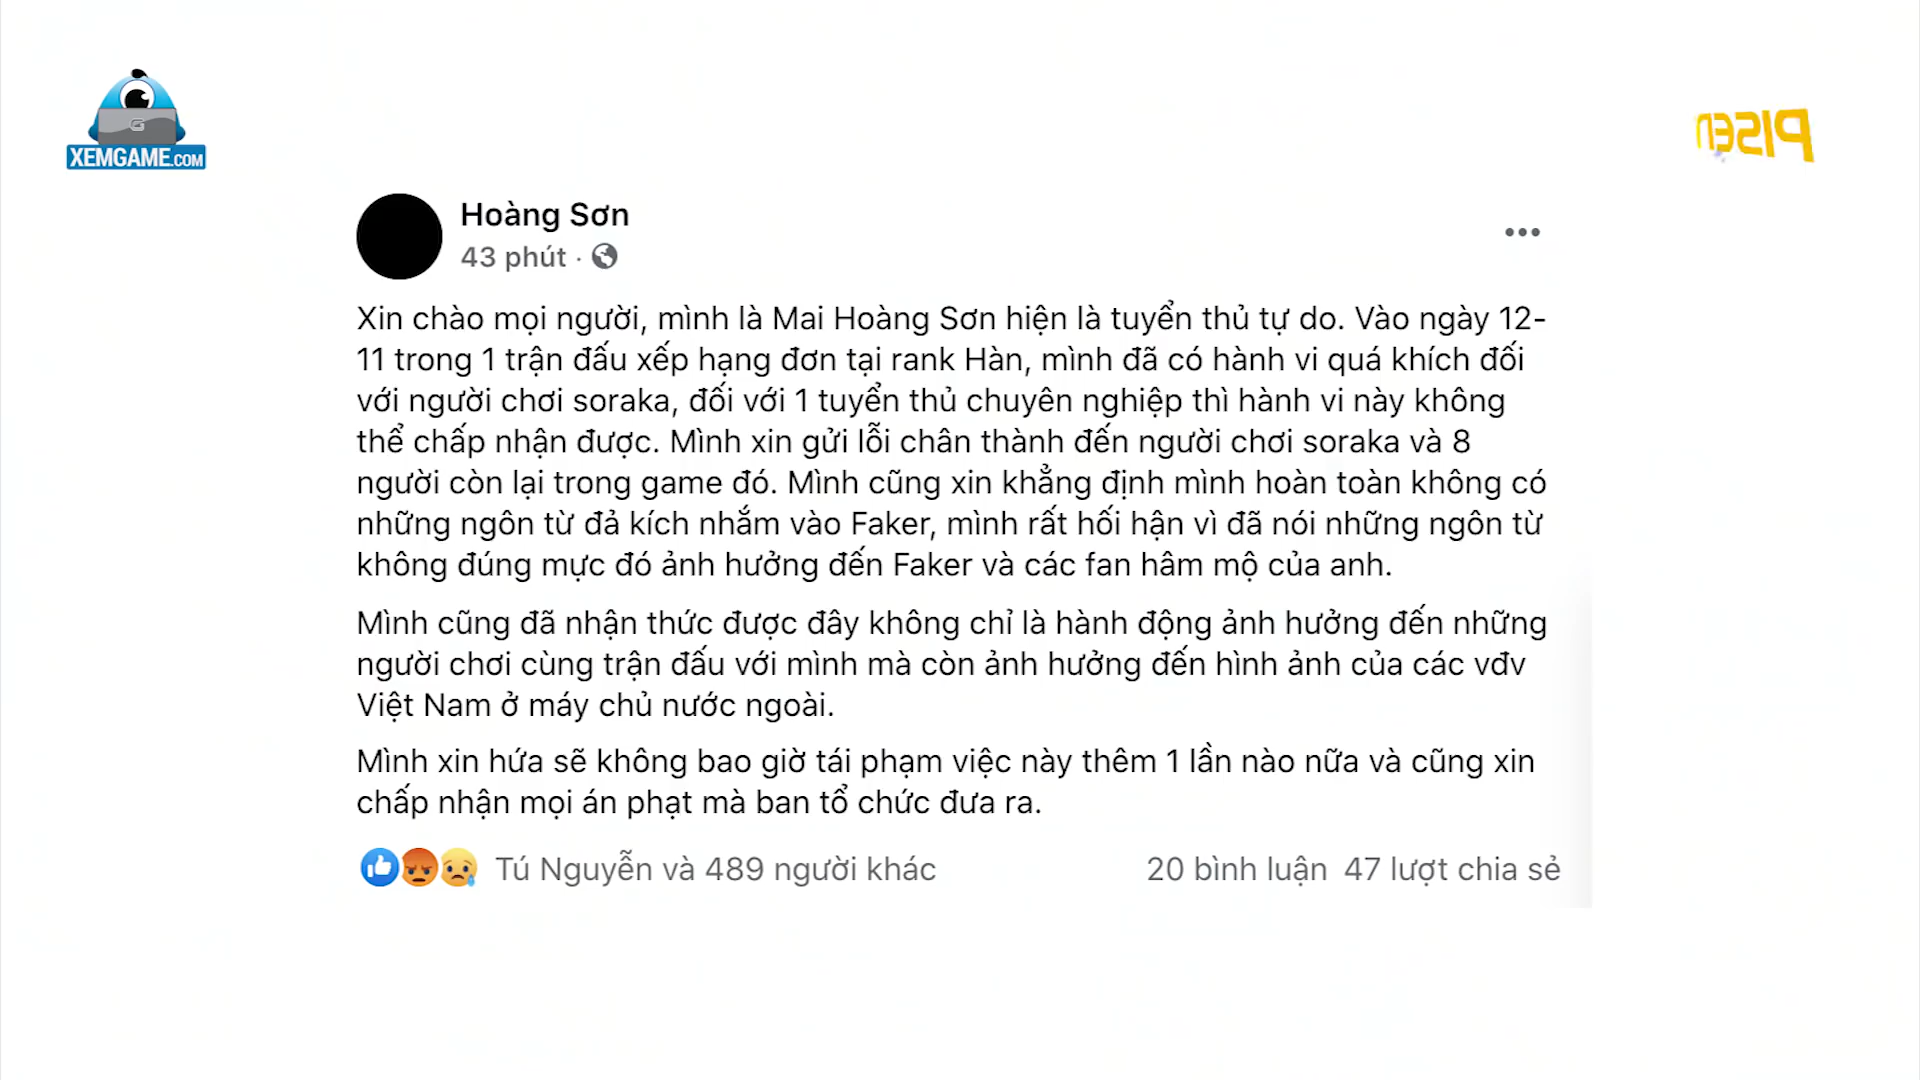 XEMGAME.COM
PISEN
Hoàng Sơn
43 phút ·
Xin chào mọi người, mình là Mai Hoàng Sơn hiện là tuyển thủ tự do. Vào ngày 12-
11 trong 1 trận đấu xếp hạng đơn tại rank Hàn, mình đã có hành vi quá khích đối
với người chơi soraka, đối với 1 tuyển thủ chuyên nghiệp thì hành vi này không
thể chấp nhận được. Mình xin gửi lỗi chân thành đến người chơi soraka và 8
người còn lại trong game đó. Mình cũng xin khẳng định mình hoàn toàn không có
những ngôn từ đả kích nhắm vào Faker, mình rất hối hận vì đã nói những ngôn từ
không đúng mực đó ảnh hưởng đến Faker và các fan hâm mộ của anh.
Mình cũng đã nhận thức được đây không chỉ là hành động ảnh hưởng đến những
người chơi cùng trận đấu với mình mà còn ảnh hưởng đến hình ảnh của các vđv
Việt Nam ở máy chủ nước ngoài.
Mình xin hứa sẽ không bao giờ tái phạm việc này thêm 1 lần nào nữa và cũng xin
chấp nhận mọi án phạt mà ban tổ chức đưa ra.
Tú Nguyễn và 489 người khác
20 bình luận 47 lượt chia sẻ